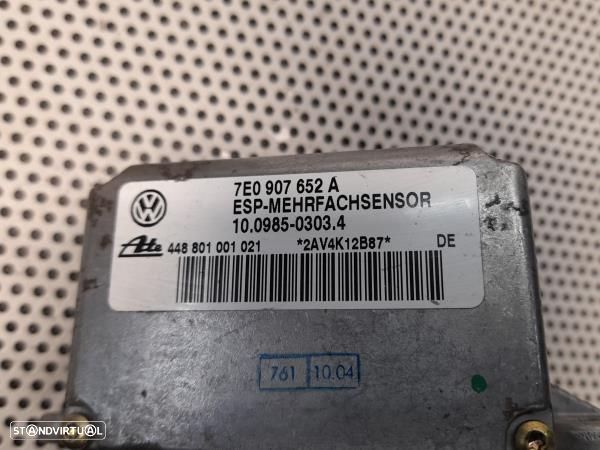 7E0 907 652 A
ESP-MEHRFACHSENSOR
10.0985-0303.4
Ate 448 801 001 021 *2AV4K12B87* DE
761 10.04
STANDVIRTUAL